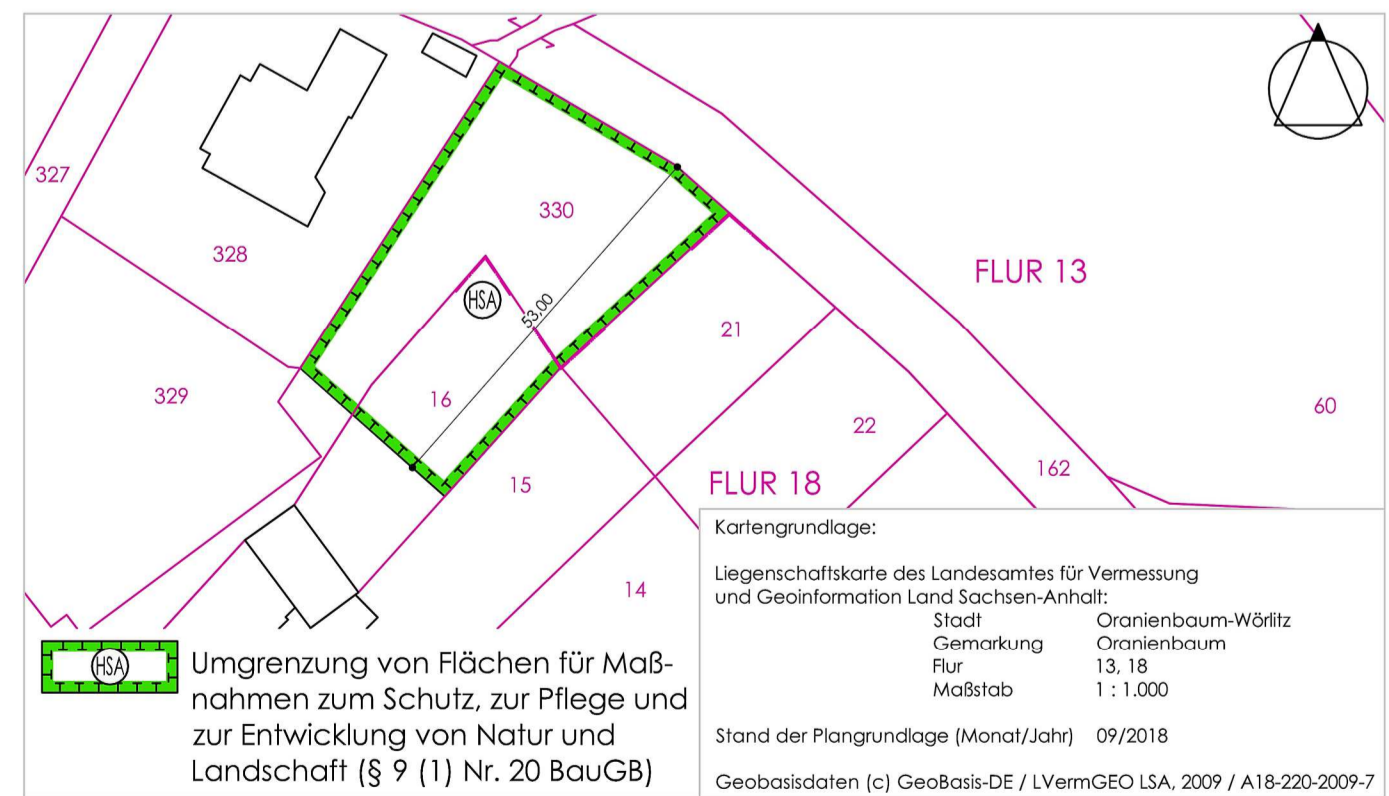 327
328
329
330
HSA
53,00
16
15
14
21
22
162
60
FLUR 13
FLUR 18
HSA
Umgrenzung von Flächen für Maß-
nahmen zum Schutz, zur Pflege und
zur Entwicklung von Natur und
Landschaft (§ 9 (1) Nr. 20 BauGB)
Kartengrundlage:
Liegenschaftskarte des Landesamtes für Vermessung
und Geoinformation Land Sachsen-Anhalt:
Stadt Oranienbaum-Wörlitz
Gemarkung Oranienbaum
Flur 13, 18
Maßstab 1 : 1.000
Stand der Plangrundlage (Monat/Jahr) 09/2018
Geobasisdaten (c) GeoBasis-DE / LVermGEO LSA, 2009 / A18-220-2009-7